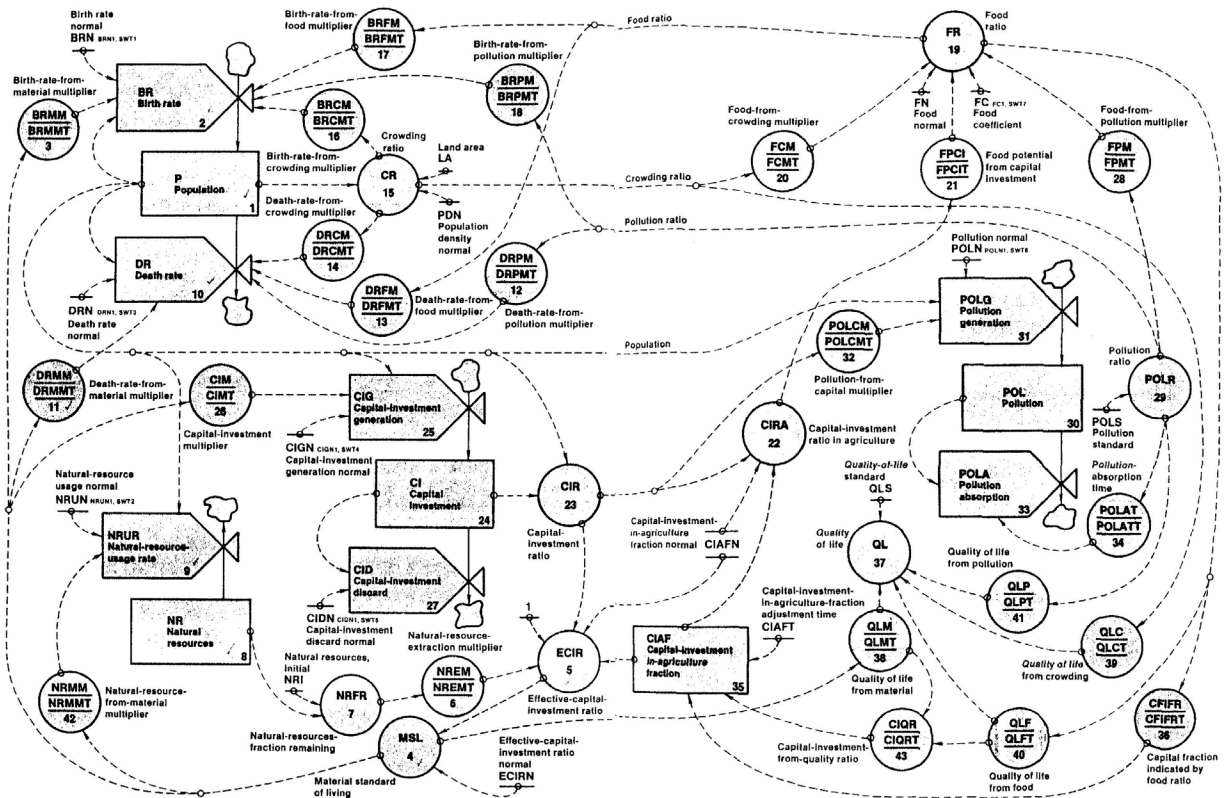 Birth rate
normal
BRN BRN1, SWT1
Birth-rate-from-
food multiplier
BRFM
BRFMT
17
Food ratio
FR
19
Food
ratio
Birth-rate-from-
material multiplier
BRMM
BRMMT
3
BR
Birth rate
2
BRCM
BRCMT
16
Birth-rate-from-
pollution multiplier
BRPM
BRPMT
18
FN
Food
normal
FC FC1, SWT7
Food
coefficient
Food-from-
crowding multiplier
FCM
FCMT
20
FPCI
FPCIT
21
Food potential
from capital
investment
Food-from-
pollution multiplier
FPM
FPMT
28
P
Population
1
Birth-rate-from-
crowding multiplier
Crowding
ratio
CR
15
Land area
LA
PDN
Population
density
normal
Crowding ratio
Death-rate-from-
crowding multiplier
DRCM
DRCMT
14
Pollution ratio
DR
Death rate
10
DRN DRN1, SWT3
Death rate
normal
DRFM
DRFMT
13
Death-rate-from-
food multiplier
DRPM
DRPMT
12
Death-rate-from-
pollution multiplier
Pollution normal
POLN POLN1, SWT6
POLG
Pollution
generation
31
POLCM
POLCMT
32
Pollution-from-
capital multiplier
Population
DRMM
DRMMT
11
Death-rate-from-
material multiplier
CIM
CIMT
26
Capital-investment
multiplier
CIG
Capital-investment
generation
25
CIGN CIGN1, SWT4
Capital-investment
generation normal
CIRA
22
Capital-investment
ratio in agriculture
POL
Pollution
30
Pollution
ratio
POLR
29
POLS
Pollution
standard
Natural-resource
usage normal
NRUN NRUN1, SWT2
NRUR
Natural-resource-
usage rate
9
CI
Capital
investment
24
CIR
23
Capital-
investment
ratio
Capital-investment-
in-agriculture
fraction normal
CIAFN
Quality-of-life
standard
QLS
Quality
of life
QL
37
POLA
Pollution
absorption
33
Pollution-
absorption
time
POLAT
POLATT
34
CID
Capital-investment
discard
27
CIDN CIDN1, SWT5
Capital-investment
discard normal
NR
Natural
resources
8
Natural-resource-
extraction multiplier
1
ECIR
5
Effective-capital-
investment ratio
Capital-investment-
in-agriculture-fraction
adjustment time
CIAFT
CIAF
Capital-investment
in-agriculture
fraction
35
QLM
QLMT
38
Quality of life
from material
Quality of life
from pollution
QLP
QLPT
41
QLC
QLCT
39
Quality of life
from crowding
Natural resources,
initial
NRI
NRFR
7
Natural-resources-
fraction remaining
NREM
NREMT
6
NRMM
NRMMT
42
Natural-resource-
from-material
multiplier
MSL
4
Material standard
of living
Effective-capital-
investment ratio
normal
ECIRN
Capital-investment-
from-quality ratio
CIQR
CIQRT
43
QLF
QLFT
40
Quality of life
from food
CFIFR
CFIFRT
36
Capital fraction
indicated by
food ratio